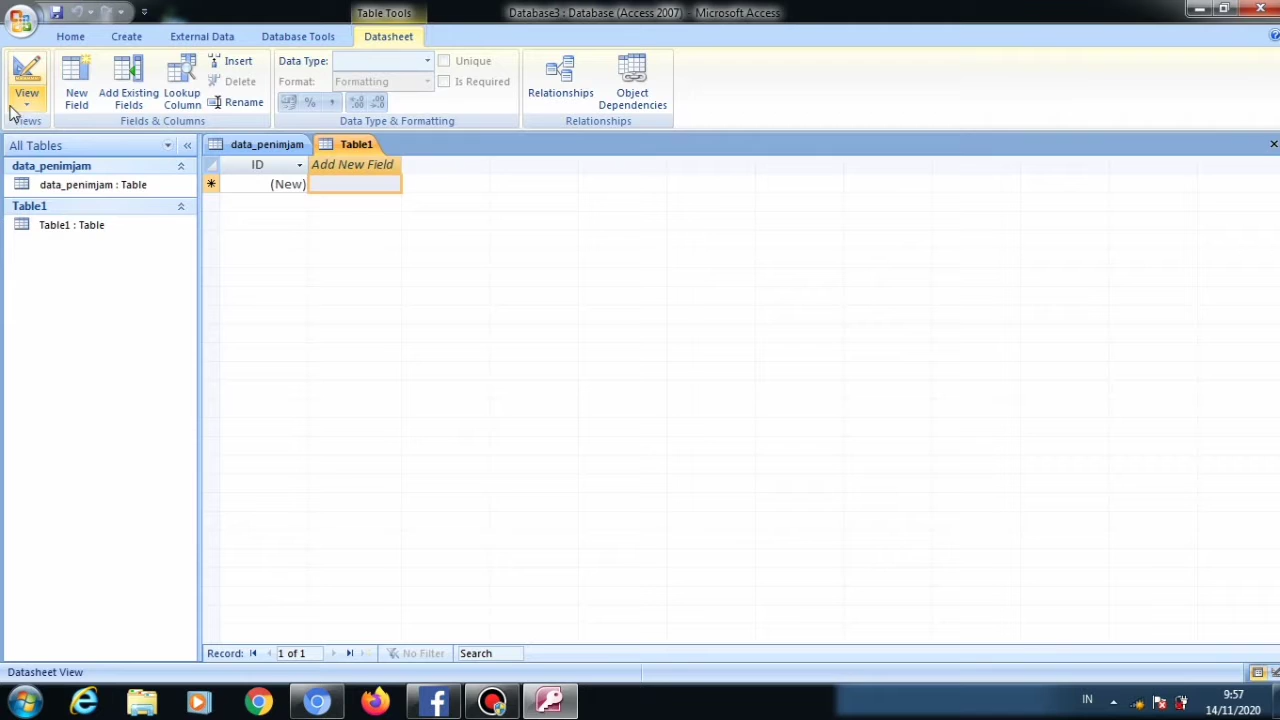 Table Tools
Database3 : Database (Access 2007) - Microsoft Access
Home Create External Data Database Tools Datasheet
View
Views
New Field
Add Existing Fields
Lookup Column
Insert
Delete
Rename
Fields & Columns
Data Type:
Format: Formatting
Unique
Is Required
% ,
Data Type & Formatting
Relationships
Object Dependencies
Relationships
All Tables
data_penimjam
data_penimjam : Table
Table1
Table1 : Table
data_penimjam Table1
ID Add New Field
(New)
Record: 1 of 1 No Filter Search
Datasheet View
IN
9:57
14/11/2020